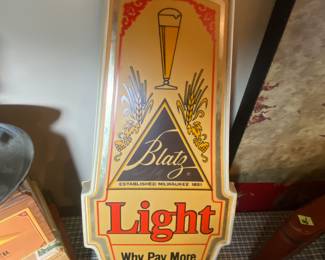 Blatz
ESTABLISHED MILWAUKEE 1851
Light
Why Pay More